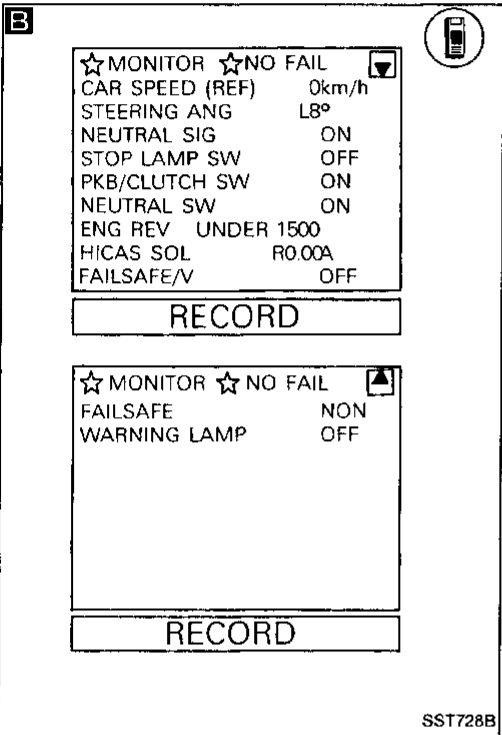 B
☆MONITOR ☆NO FAIL ▼
CAR SPEED (REF) 0km/h
STEERING ANG L8º
NEUTRAL SIG ON
STOP LAMP SW OFF
PKB/CLUTCH SW ON
NEUTRAL SW ON
ENG REV UNDER 1500
HICAS SOL R0.00A
FAILSAFE/V OFF
RECORD
☆ MONITOR ☆ NO FAIL ▲
FAILSAFE NON
WARNING LAMP OFF
RECORD
SST728B